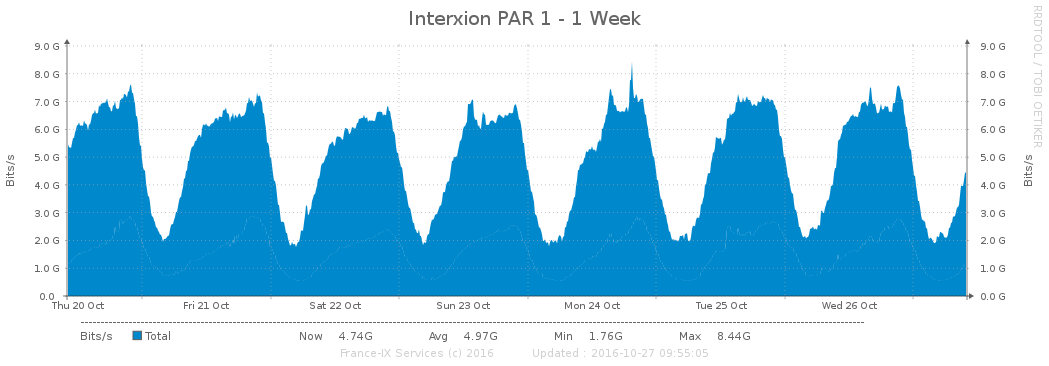 Interxion PAR 1 - 1 Week
RRDTOOL / TOBI OETIKER
9.0 G 9.0 G
8.0 G 8.0 G
7.0 G 7.0 G
6.0 G 6.0 G
5.0 G 5.0 G
4.0 G 4.0 G
3.0 G 3.0 G
2.0 G 2.0 G
1.0 G 1.0 G
0.0 0.0 G
Bits/s
Bits/s
Thu 20 Oct Fri 21 Oct Sat 22 Oct Sun 23 Oct Mon 24 Oct Tue 25 Oct Wed 26 Oct
Bits/s Total Now 4.74G Avg 4.97G Min 1.76G Max 8.44G
France-IX Services (c) 2016 Updated : 2016-10-27 09:55:05